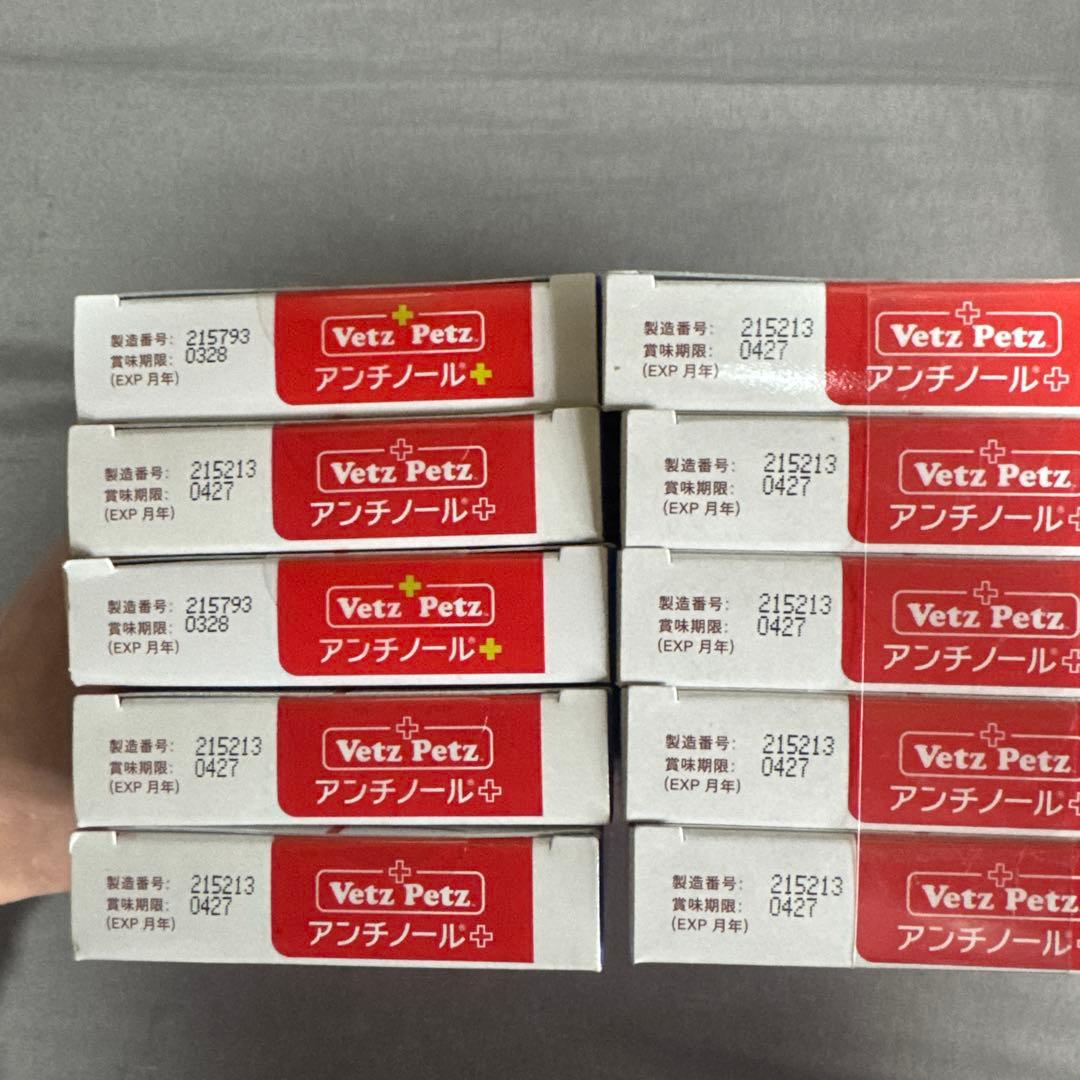 製造番号: 215793
賞味期限: 0328
(EXP 月年)
Vetz Petz
アンチノール®+
製造番号: 215213
賞味期限: 0427
(EXP 月年)
Vetz Petz
アンチノール®+
製造番号: 215213
賞味期限: 0427
(EXP 月年)
Vetz Petz
アンチノール®+
製造番号: 215213
賞味期限: 0427
(EXP 月年)
Vetz Petz
アンチノール®+
製造番号: 215793
賞味期限: 0328
(EXP 月年)
Vetz Petz
アンチノール®+
製造番号: 215213
賞味期限: 0427
(EXP 月年)
Vetz Petz
アンチノール®+
製造番号: 215213
賞味期限: 0427
(EXP 月年)
Vetz Petz
アンチノール®+
製造番号: 215213
賞味期限: 0427
(EXP 月年)
Vetz Petz
アンチノール®+
製造番号: 215213
賞味期限: 0427
(EXP 月年)
Vetz Petz
アンチノール®+
製造番号: 215213
賞味期限: 0427
(EXP 月年)
Vetz Petz
アンチノール